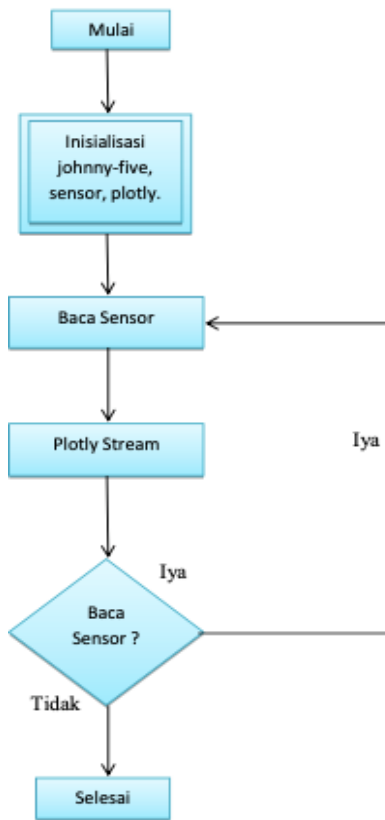 Mulai
Inisialisasi
johnny-five,
sensor, plotly.
Baca Sensor
Iya
Plotly Stream
Iya
Baca
Sensor ?
Tidak
Selesai